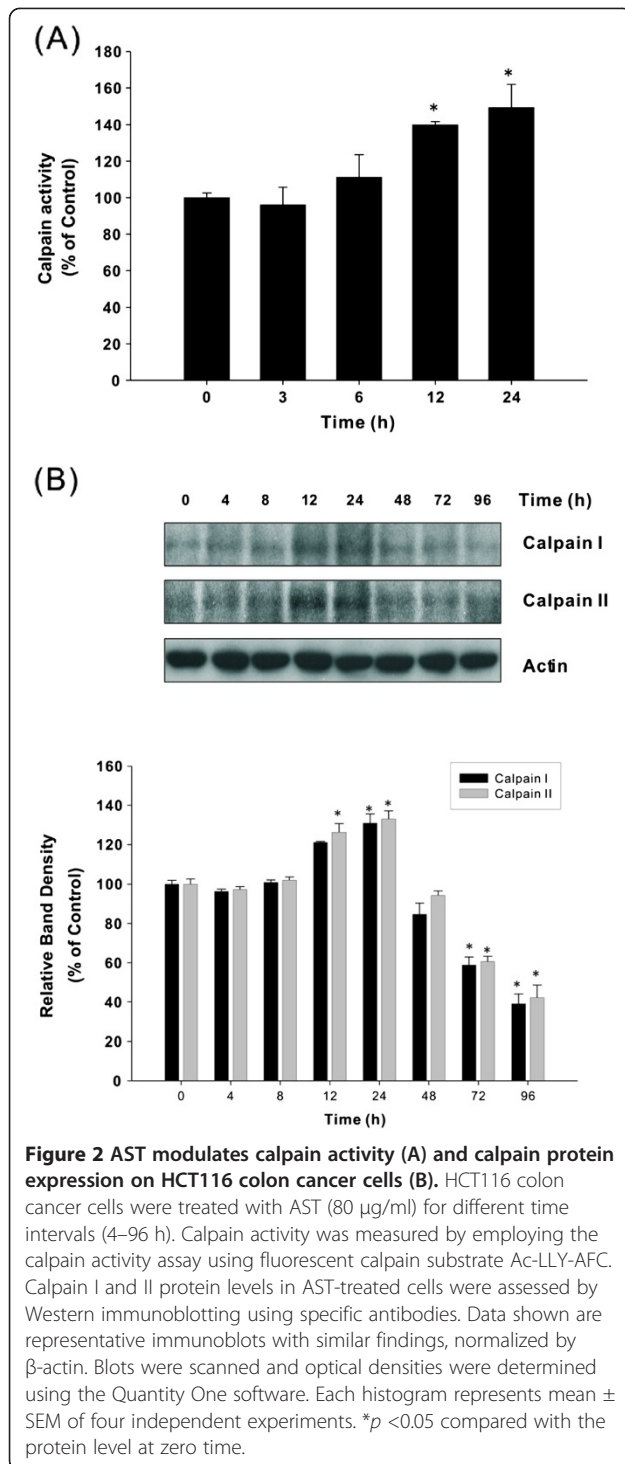 (A)
180
160
140
120
100
80
60
40
20
0
Calpain activity
(% of Control)
*
*
0 3 6 12 24
Time (h)
(B)
0 4 8 12 24 48 72 96 Time (h)
Calpain I
Calpain II
Actin
160
140
120
100
80
60
40
20
0
Relative Band Density
(% of Control)
Calpain I
Calpain II
* * * * * * *
0 4 8 12 24 48 72 96
Time (h)
Figure 2 AST modulates calpain activity (A) and calpain protein
expression on HCT116 colon cancer cells (B). HCT116 colon
cancer cells were treated with AST (80 μg/ml) for different time
intervals (4–96 h). Calpain activity was measured by employing the
calpain activity assay using fluorescent calpain substrate Ac-LLY-AFC.
Calpain I and II protein levels in AST-treated cells were assessed by
Western immunoblotting using specific antibodies. Data shown are
representative immunoblots with similar findings, normalized by
β-actin. Blots were scanned and optical densities were determined
using the Quantity One software. Each histogram represents mean ±
SEM of four independent experiments. *p <0.05 compared with the
protein level at zero time.